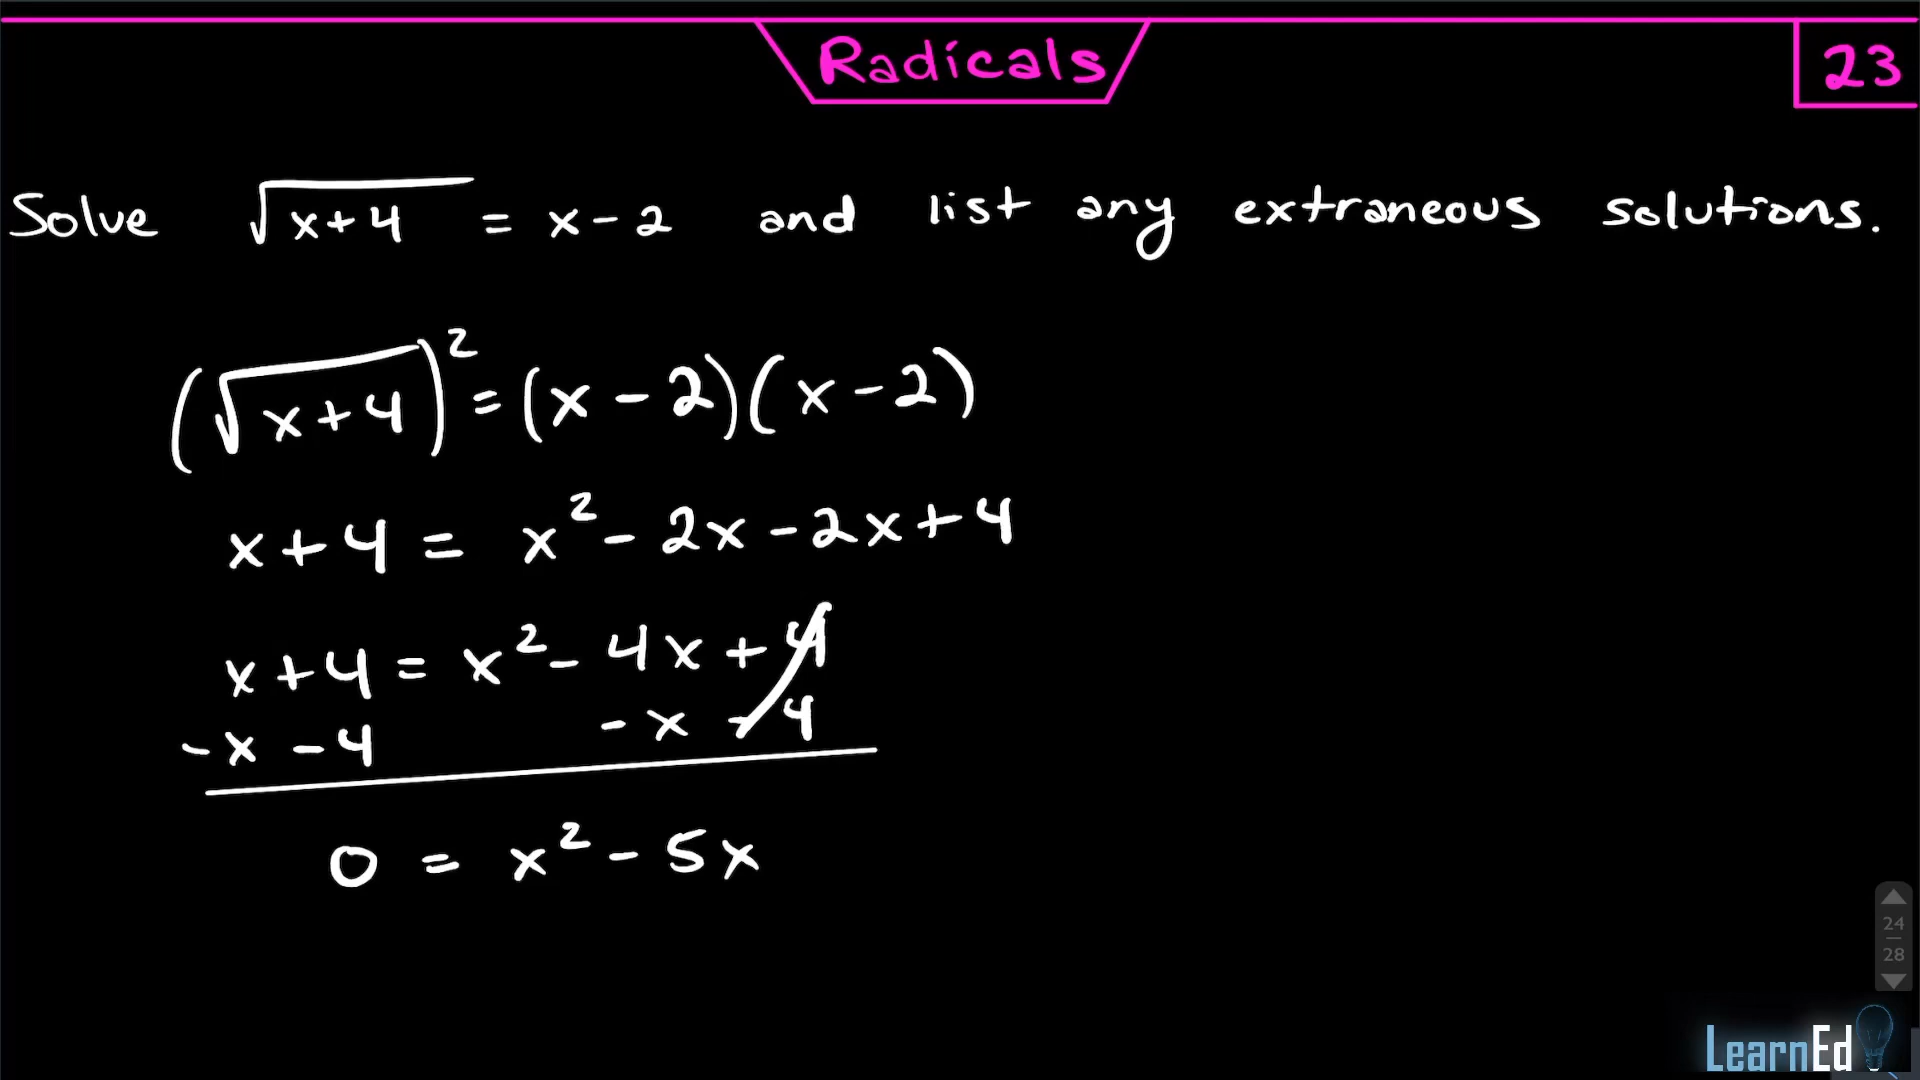 Radicals
23
Solve √(x+4) = x-2 and list any extraneous solutions.
(√(x+4))² = (x-2)(x-2)
x+4 = x² - 2x - 2x + 4
x+4 = x² - 4x + 4
-x -4 -x -4
0 = x² - 5x
24
28
LearnEd